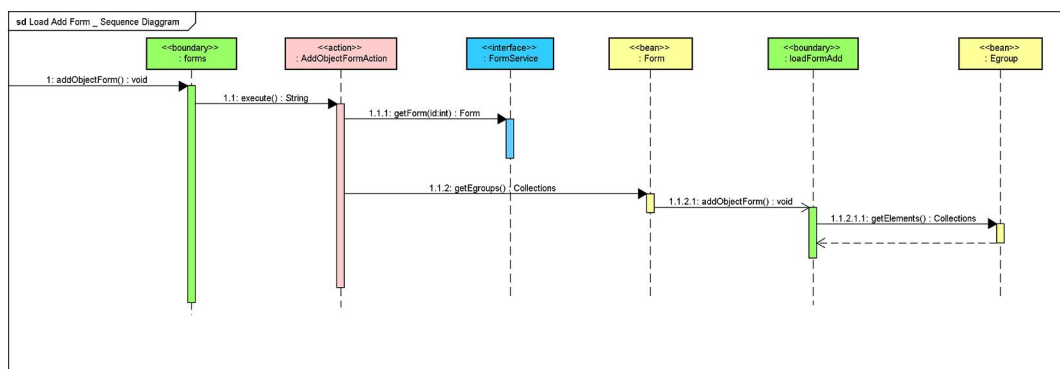 sd Load Add Form _ Sequence Diaggram
<<boundary>>
: forms
<<action>>
: AddObjectFormAction
<<interface>>
: FormService
<<bean>>
: Form
<<boundary>>
: loadFormAdd
<<bean>>
: Egroup
1: addObjectForm() : void
1.1: execute() : String
1.1.1: getForm(id:int) : Form
1.1.2: getEgroups() : Collections
1.1.2.1: addObjectForm() : void
1.1.2.1.1: getElements() : Collections